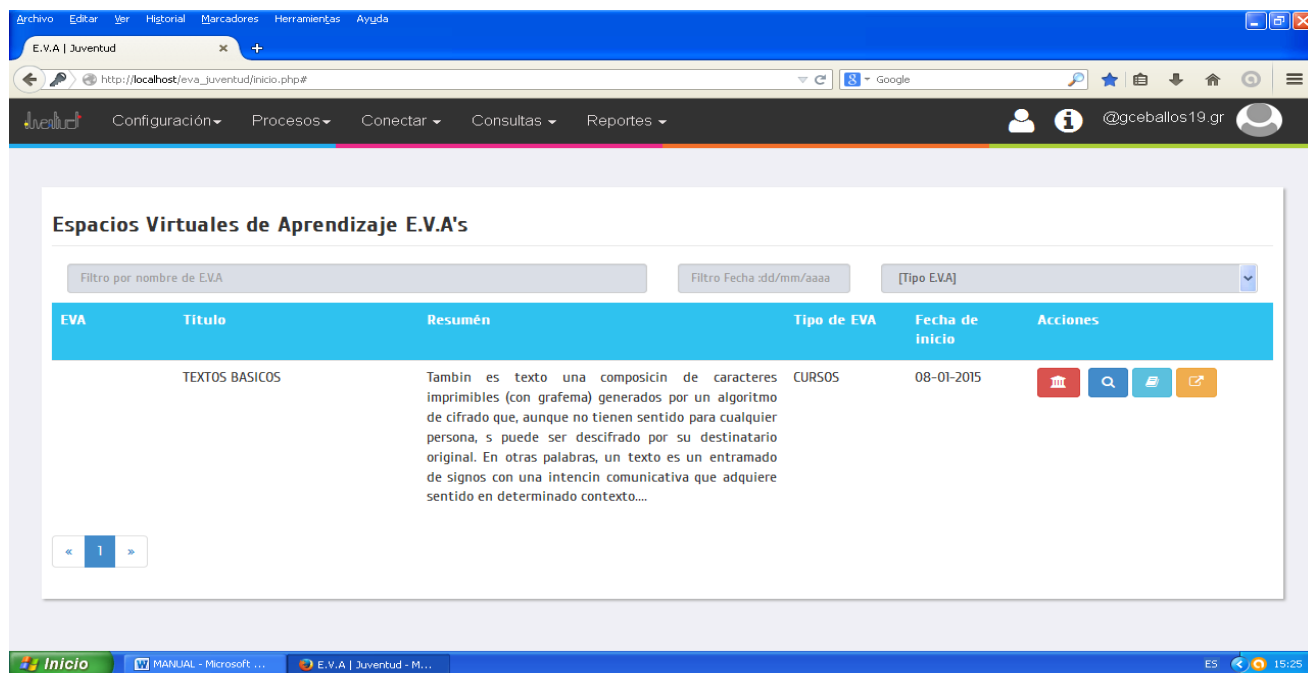 Archivo Editar Ver Historial Marcadores Herramientas Ayuda
E.V.A | Juventud
http://localhost/eva_juventud/inicio.php#
8 Google
Juventud Configuración Procesos Conectar Consultas Reportes @gceballos19.gr
Espacios Virtuales de Aprendizaje E.V.A's
Filtro por nombre de E.V.A Filtro Fecha :dd/mm/aaaa [Tipo E.V.A]
EVA Título Resumén Tipo de EVA Fecha de inicio Acciones
TEXTOS BASICOS
Tambin es texto una composicin de caracteres
imprimibles (con grafema) generados por un algoritmo
de cifrado que, aunque no tienen sentido para cualquier
persona, s puede ser descifrado por su destinatario
original. En otras palabras, un texto es un entramado
de signos con una intencin comunicativa que adquiere
sentido en determinado contexto....
CURSOS
08-01-2015
« 1 »
Inicio MANUAL - Microsoft ... E.V.A | Juventud - M... ES 15:25